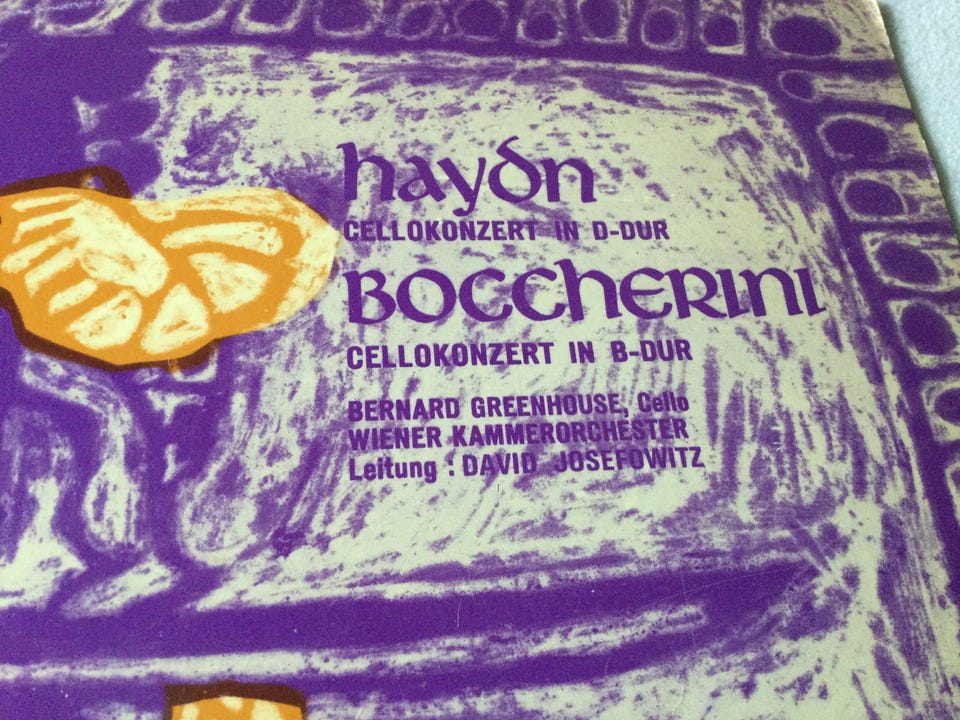 haydn
CELLOKONZERT IN D-DUR
BOCCHERINI
CELLOKONZERT IN B-DUR
BERNARD GREENHOUSE, Cello
WIENER KAMMERORCHESTER
Leitung : DAVID JOSEFOWITZ